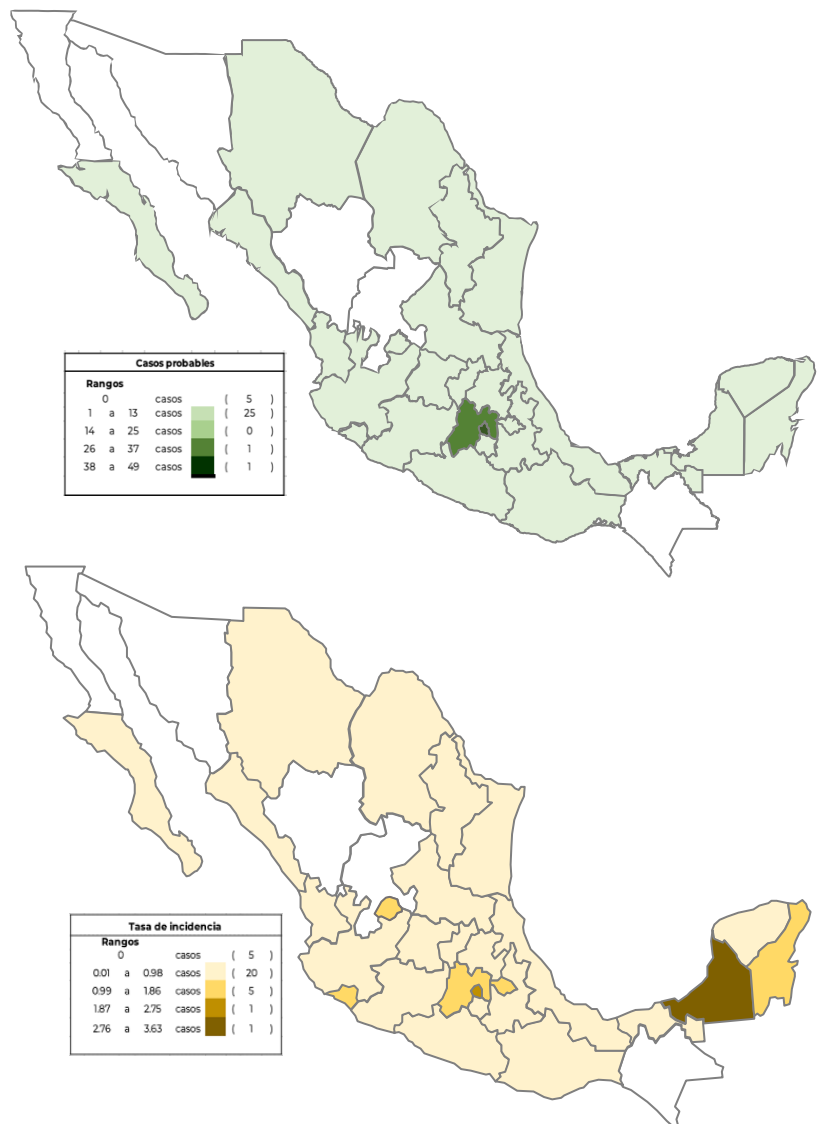 Casos probables
Rangos
0 casos ( 5 )
1 a 13 casos ( 25 )
14 a 25 casos ( 0 )
26 a 37 casos ( 1 )
38 a 49 casos ( 1 )
Tasa de incidencia
Rangos
0 casos ( 5 )
0.01 a 0.98 casos ( 20 )
0.99 a 1.86 casos ( 5 )
1.87 a 2.75 casos ( 1 )
2.76 a 3.63 casos ( 1 )